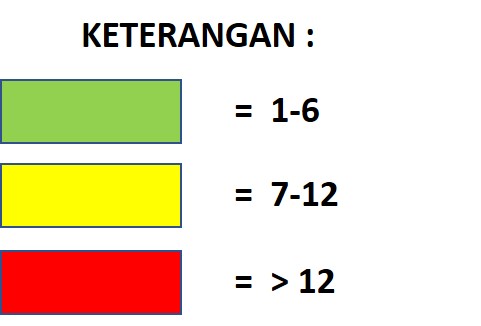 KETERANGAN :
= 1-6
= 7-12
= > 12